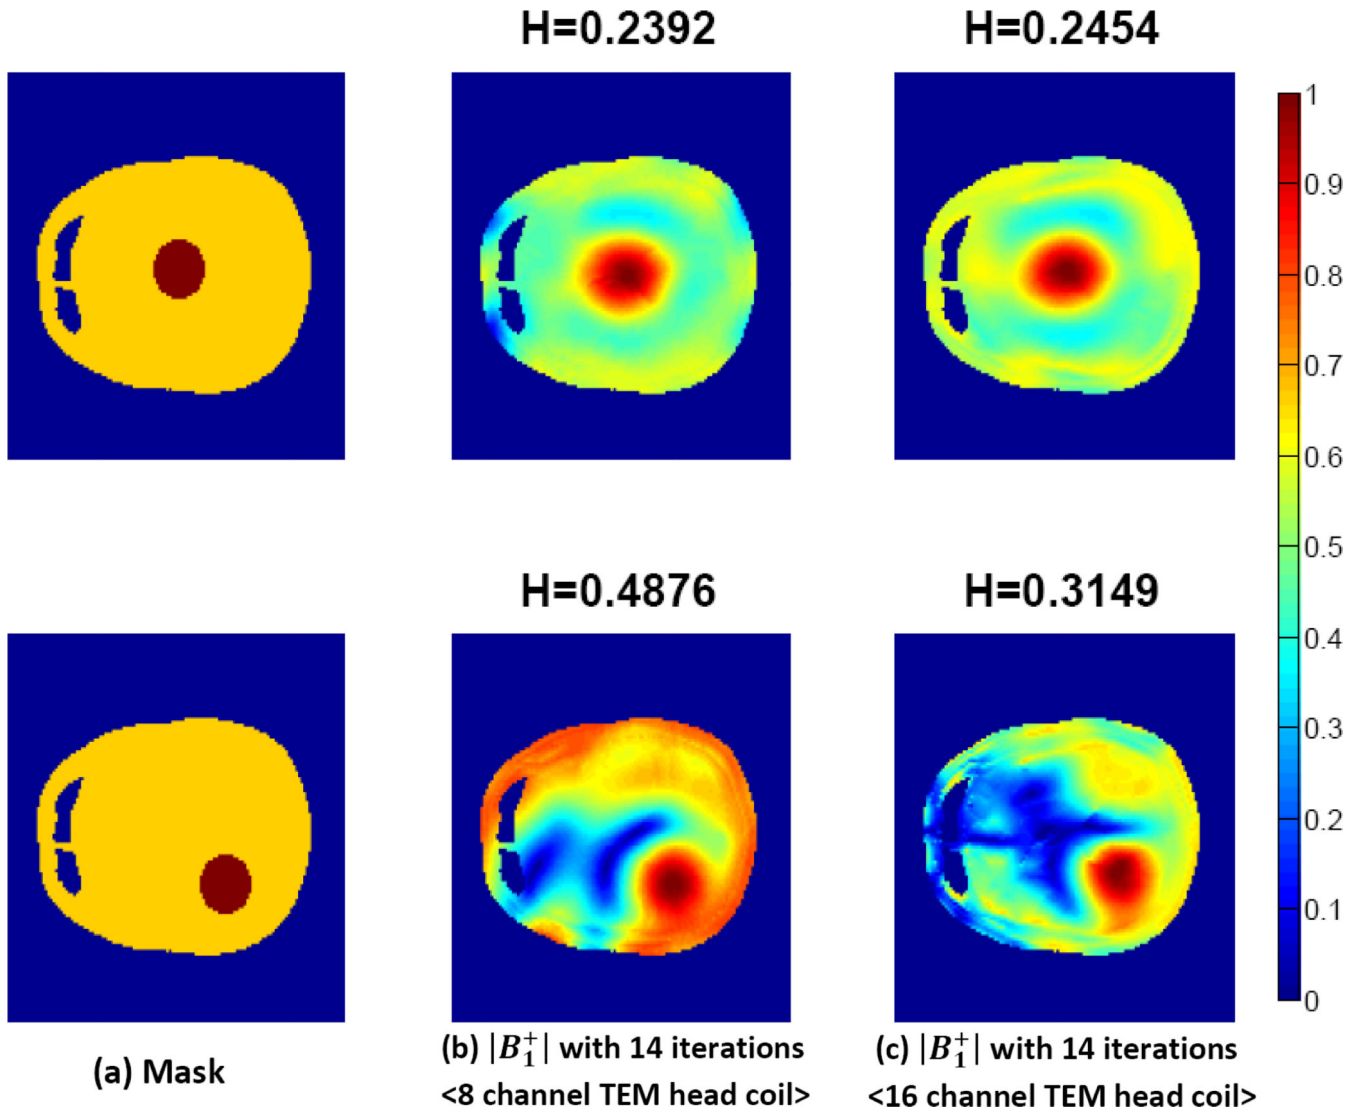 H=0.2392
H=0.2454
1
0.9
0.8
0.7
0.6
0.5
0.4
0.3
0.2
0.1
0
H=0.4876
H=0.3149
(a) Mask
(b) |B₁⁺| with 14 iterations
<8 channel TEM head coil>
(c) |B₁⁺| with 14 iterations
<16 channel TEM head coil>